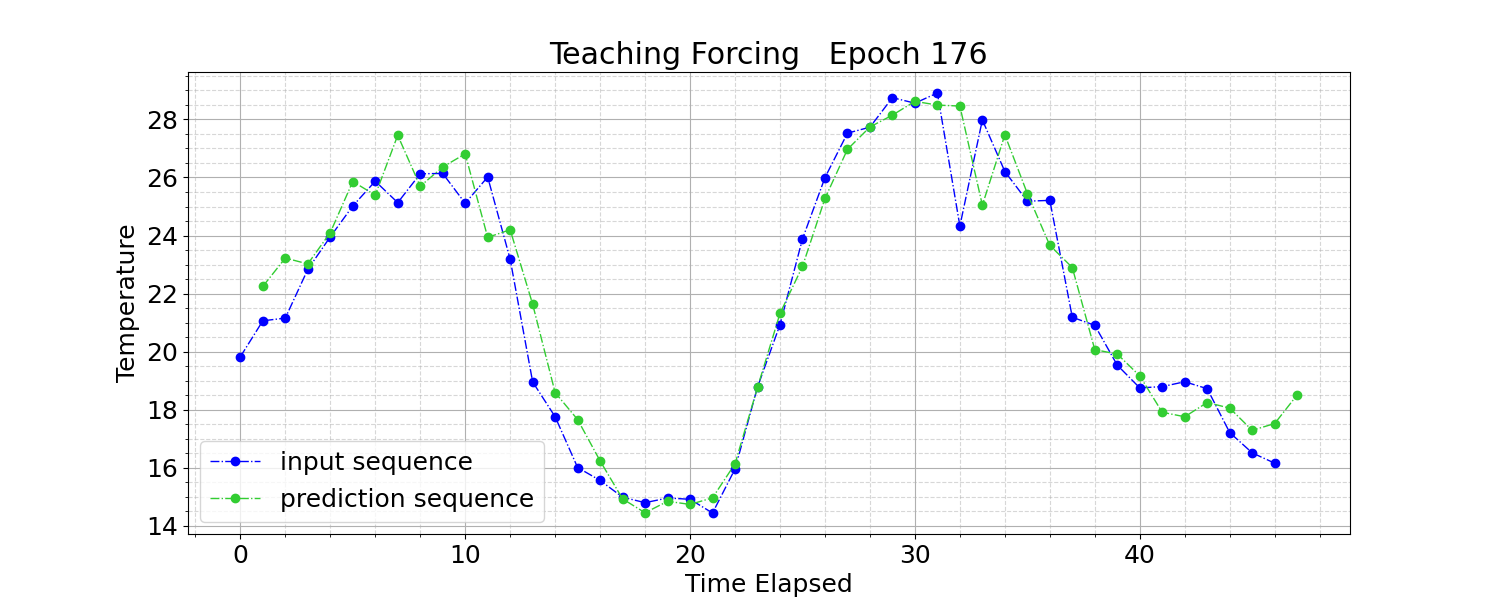 Teaching Forcing   Epoch 176
Temperature
28
26
24
22
20
18
16
14
input sequence
prediction sequence
0 10 20 30 40
Time Elapsed